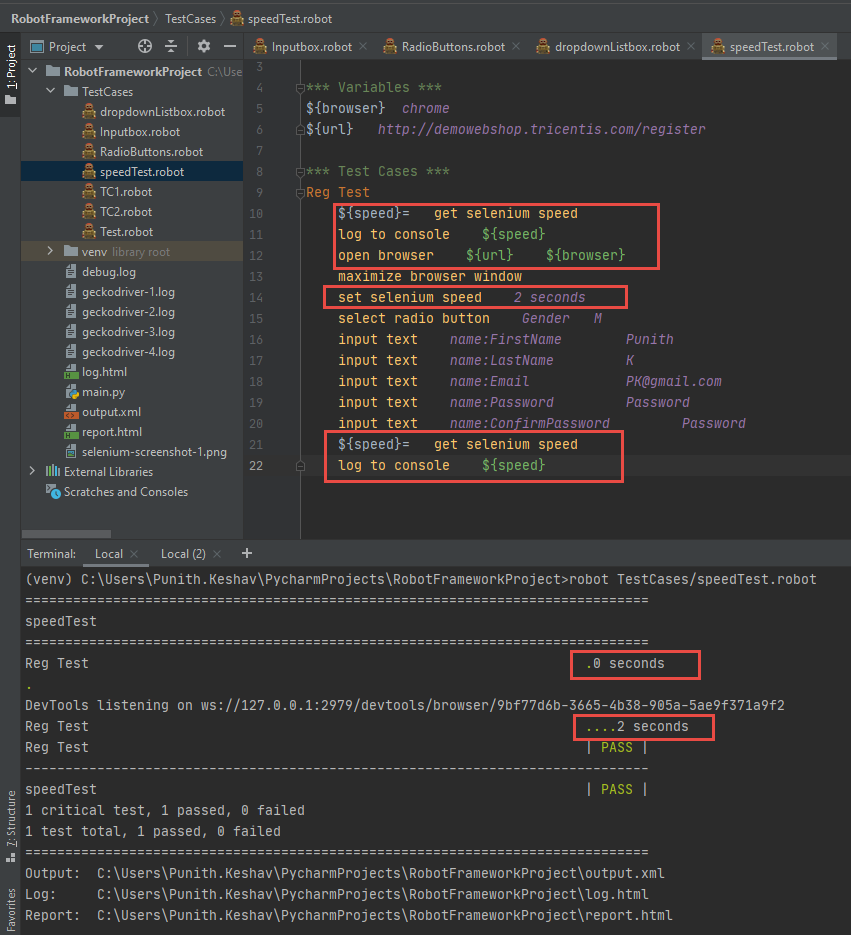 RobotFrameworkProject TestCases speedTest.robot
1: Project
Project
Inputbox.robot RadioButtons.robot dropdownListbox.robot speedTest.robot
RobotFrameworkProject C:\Use
TestCases
dropdownListbox.robot
Inputbox.robot
RadioButtons.robot
speedTest.robot
TC1.robot
TC2.robot
Test.robot
venv library root
debug.log
geckodriver-1.log
geckodriver-2.log
geckodriver-3.log
geckodriver-4.log
log.html
main.py
output.xml
report.html
selenium-screenshot-1.png
External Libraries
Scratches and Consoles
3
4 *** Variables ***
5 ${browser} chrome
6 ${url} http://demowebshop.tricentis.com/register
7
8 *** Test Cases ***
9 Reg Test
10 ${speed}= get selenium speed
11 log to console ${speed}
12 open browser ${url} ${browser}
13 maximize browser window
14 set selenium speed 2 seconds
15 select radio button Gender M
16 input text name:FirstName Punith
17 input text name:LastName K
18 input text name:Email PK@gmail.com
19 input text name:Password Password
20 input text name:ConfirmPassword Password
21 ${speed}= get selenium speed
22 log to console ${speed}
Terminal: Local Local (2) +
(venv) C:\Users\Punith.Keshav\PycharmProjects\RobotFrameworkProject>robot TestCases/speedTest.robot
==============================================================================
speedTest
==============================================================================
Reg Test .0 seconds
.
DevTools listening on ws://127.0.0.1:2979/devtools/browser/9bf77d6b-3665-4b38-905a-5ae9f371a9f2
Reg Test ....2 seconds
Reg Test | PASS |
------------------------------------------------------------------------------
speedTest | PASS |
1 critical test, 1 passed, 0 failed
1 test total, 1 passed, 0 failed
==============================================================================
Output: C:\Users\Punith.Keshav\PycharmProjects\RobotFrameworkProject\output.xml
Log: C:\Users\Punith.Keshav\PycharmProjects\RobotFrameworkProject\log.html
Report: C:\Users\Punith.Keshav\PycharmProjects\RobotFrameworkProject\report.html
7: Structure
Favorites